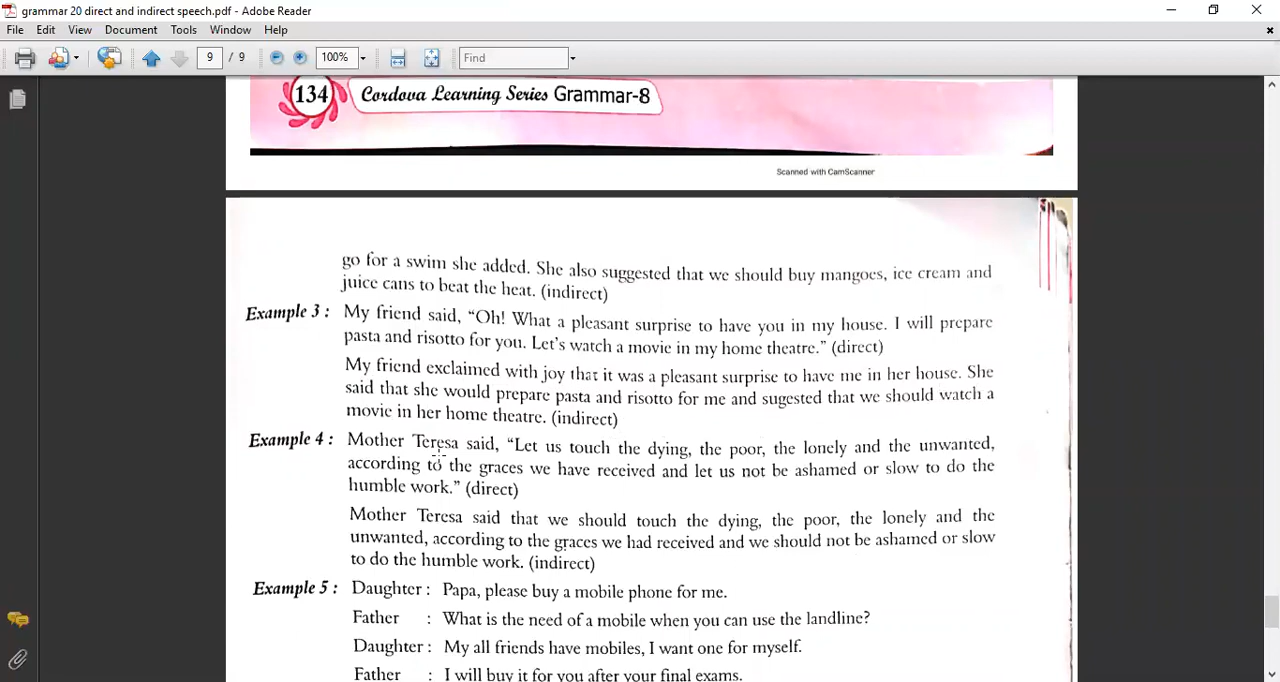 grammar 20 direct and indirect speech.pdf - Adobe Reader
File Edit View Document Tools Window Help
9 / 9 100% Find
134 Cordova Learning Series Grammar-8
Scanned with CamScanner
go for a swim she added. She also suggested that we should buy mangoes, ice cream and
juice cans to beat the heat. (indirect)
Example 3 : My friend said, “Oh! What a pleasant surprise to have you in my house. I will prepare
pasta and risotto for you. Let’s watch a movie in my home theatre.” (direct)
My friend exclaimed with joy that it was a pleasant surprise to have me in her house. She
said that she would prepare pasta and risotto for me and sugested that we should watch a
movie in her home theatre. (indirect)
Example 4 : Mother Teresa said, “Let us touch the dying, the poor, the lonely and the unwanted,
according to the graces we have received and let us not be ashamed or slow to do the
humble work.” (direct)
Mother Teresa said that we should touch the dying, the poor, the lonely and the
unwanted, according to the graces we had received and we should not be ashamed or slow
to do the humble work. (indirect)
Example 5 : Daughter : Papa, please buy a mobile phone for me.
Father : What is the need of a mobile when you can use the landline?
Daughter : My all friends have mobiles, I want one for myself.
Father : I will buy it for you after your final exams.